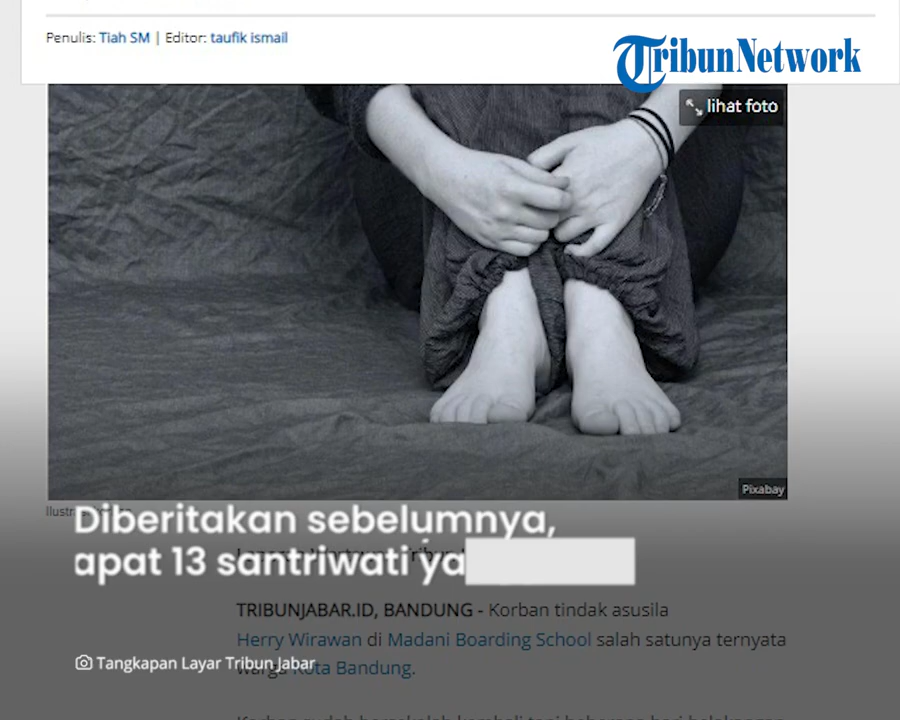 Penulis: Tiah SM | Editor: taufik ismail
TribunNetwork
lihat foto
Pixabay
Diberitakan sebelumnya,
apat 13 santriwati ya
TRIBUNJABAR.ID, BANDUNG - Korban tindak asusila
Herry Wirawan di Madani Boarding School salah satunya ternyata
warga Kota Bandung.
Tangkapan Layar Tribun Jabar